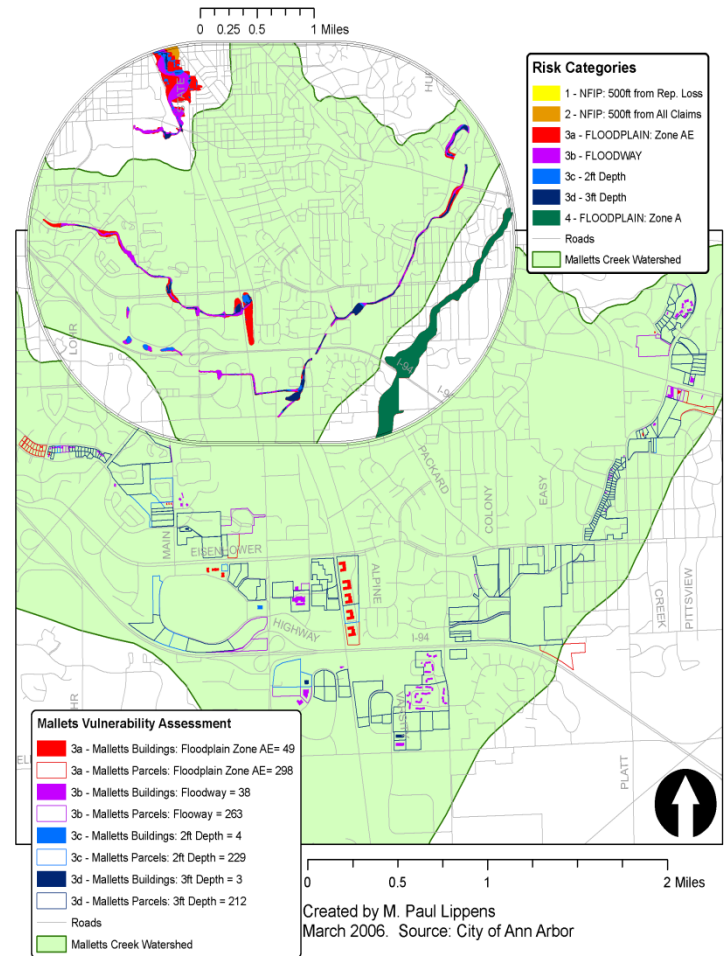 0 0.25 0.5 1 Miles
Risk Categories
1 - NFIP: 500ft from Rep. Loss
2 - NFIP: 500ft from All Claims
3a - FLOODPLAIN: Zone AE
3b - FLOODWAY
3c - 2ft Depth
3d - 3ft Depth
4 - FLOODPLAIN: Zone A
Roads
Malletts Creek Watershed
LOHR
I-94
I-94
PACKARD
COLONY
EASY
MAIN
EISENHOWER
ALPINE
HIGHWAY
I-94
CREEK
PITTSVIEW
PLATT
Mallets Vulnerability Assessment
3a - Malletts Buildings: Floodplain Zone AE= 49
3a - Malletts Parcels: Floodplain Zone AE= 298
3b - Malletts Buildings: Floodway = 38
3b - Malletts Parcels: Flooway = 263
3c - Malletts Buildings: 2ft Depth = 4
3c - Malletts Parcels: 2ft Depth = 229
3d - Malletts Buildings: 3ft Depth = 3
3d - Malletts Parcels: 3ft Depth = 212
Roads
Malletts Creek Watershed
0 0.5 1 2 Miles
Created by M. Paul Lippens
March 2006. Source: City of Ann Arbor